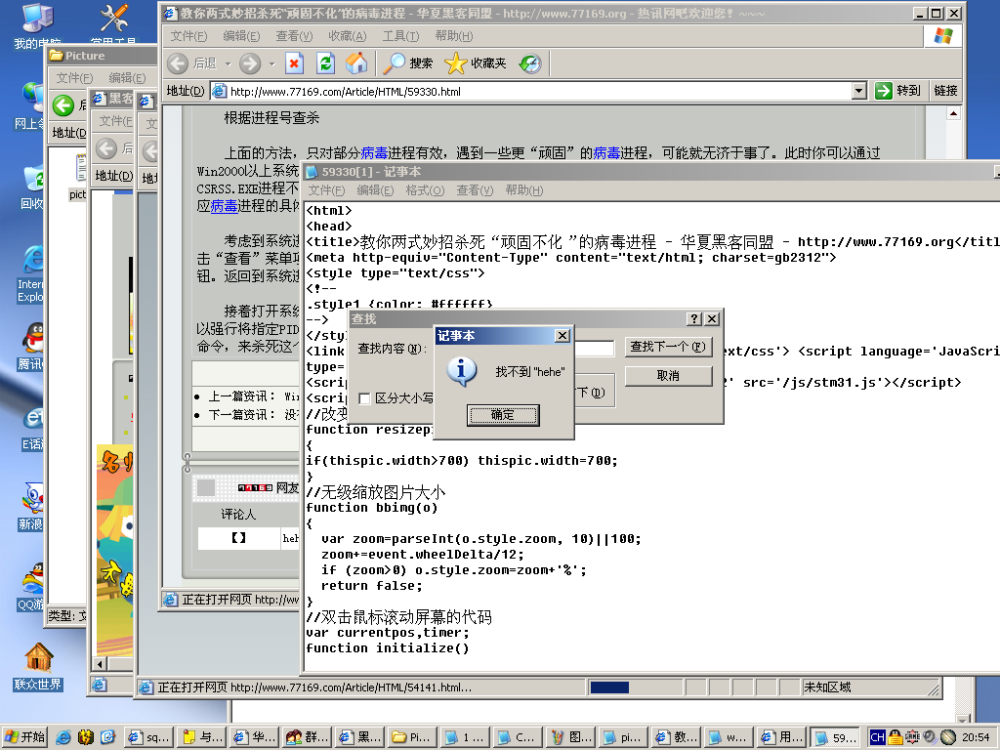 我的电脑
常用工具
网上邻
回收
Intern
Explo
腾讯
E话
新浪
QQ游
联众世界
Picture
文件(F) 编辑(E)
后
地址(D)
pict
类型: 文
黑客
文件(F
后
地址(D)
文
地址
教你两式妙招杀死“顽固不化”的病毒进程 - 华夏黑客同盟 - http://www.77169.org - 热讯网吧欢迎您! ~~~
文件(F) 编辑(E) 查看(V) 收藏(A) 工具(T) 帮助(H)
后退 搜索 收藏夹
地址(D) http://www.77169.com/Article/HTML/59330.html 转到 链接
根据进程号查杀
上面的方法，只对部分病毒进程有效，遇到一些更“顽固”的病毒进程，可能就无济于事了。此时你可以通过
Win2000以上系统
CSRSS.EXE进程不
应病毒进程的具体
考虑到系统进
击“查看”菜单项
钮。返回到系统进
接着打开系统
以强行将指定PID
命令，来杀死这个
上一篇资讯： Win
下一篇资讯： 没有
网友
评论人
【】 heh
正在打开网页 http://ww
59330[1] - 记事本
文件(F) 编辑(E) 格式(O) 查看(V) 帮助(H)
<html>
<head>
<title>教你两式妙招杀死“顽固不化 ”的病毒进程 - 华夏黑客同盟 - http://www.77169.org</titl
<meta http-equiv="Content-Type" content="text/html; charset=gb2312">
<style type="text/css">
<!--
.style1 {color: #ffffff}
-->
</sty
<link ext/css'> <script language='JavaScri
type=
<scrip 2' src='/js/stm31.js'></script>
<scrip
//改变
function resizep
{
if(thispic.width>700) thispic.width=700;
}
//无级缩放图片大小
function bbimg(o)
{
var zoom=parseInt(o.style.zoom, 10)||100;
zoom+=event.wheelDelta/12;
if (zoom>0) o.style.zoom=zoom+'%';
return false;
}
//双击鼠标滚动屏幕的代码
var currentpos,timer;
function initialize()
查找
查找内容(N): 查找下一个(F)
取消
区分大小写
下(D)
记事本
找不到"hehe"
确定
正在打开网页 http://www.77169.com/Article/HTML/54141.html... 未知区域
开始 sq... 与... 华... 群... 黑... Pi... 1 ... C... 图... pi... 教... w... 用... 59... CH 20:54